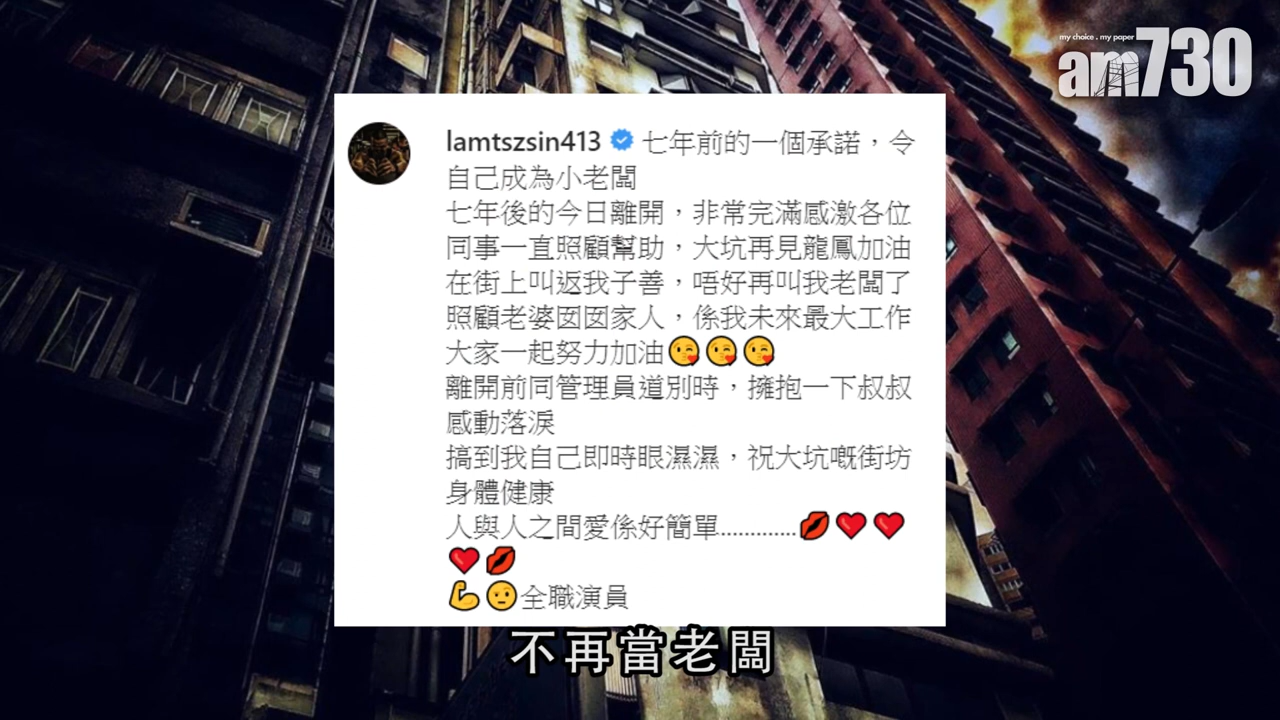 my choice . my paper
am730
lamtszsin413 七年前的一個承諾，令
自己成為小老闆
七年後的今日離開，非常完滿感激各位
同事一直照顧幫助，大坑再見龍鳳加油
在街上叫返我子善，唔好再叫我老闆了
照顧老婆囡囡家人，係我未來最大工作
大家一起努力加油😘😘😘
離開前同管理員道別時，擁抱一下叔叔
感動落淚
搞到我自己即時眼濕濕，祝大坑嘅街坊
身體健康
人與人之間愛係好簡單.............💋❤️❤️
❤️💋
💪🫡全職演員
不再當老闆